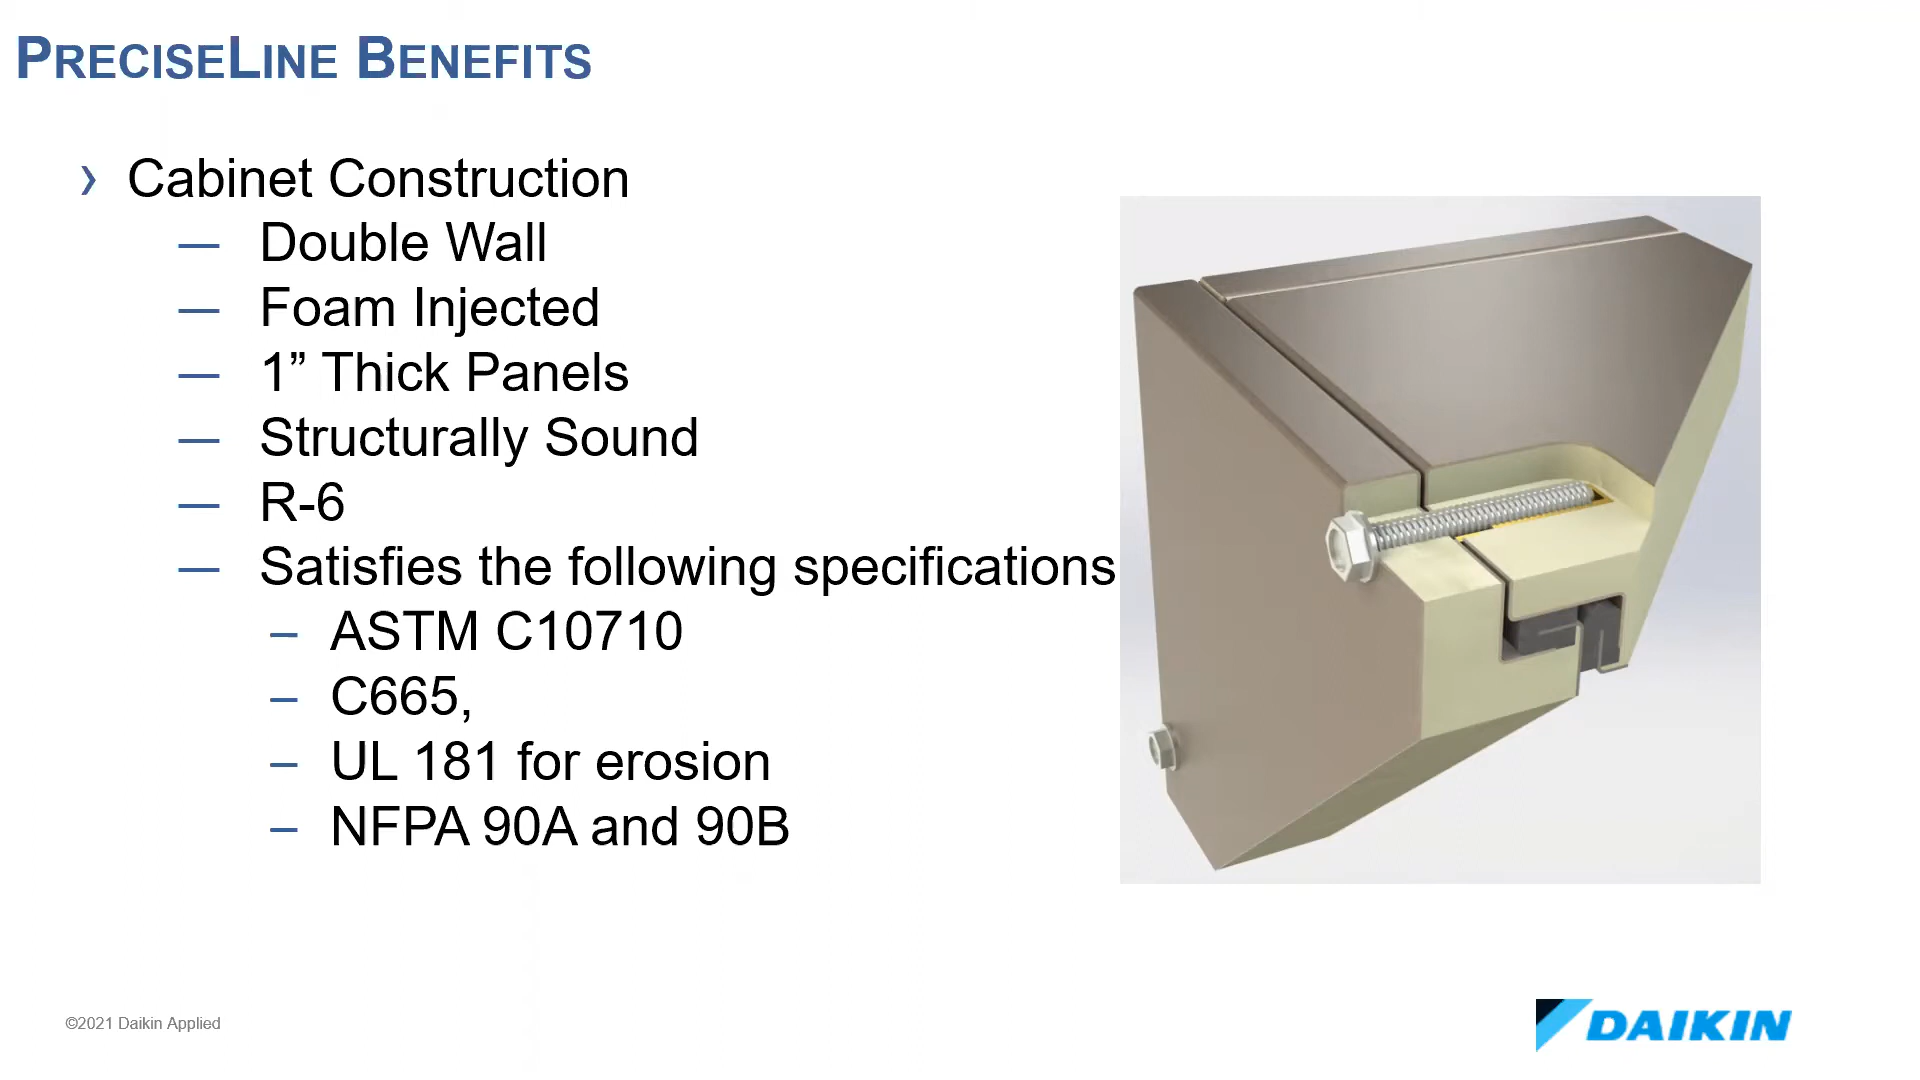 PRECISELINE BENEFITS
› Cabinet Construction
— Double Wall
— Foam Injected
— 1” Thick Panels
— Structurally Sound
— R-6
— Satisfies the following specifications
– ASTM C10710
– C665,
– UL 181 for erosion
– NFPA 90A and 90B
©2021 Daikin Applied
DAIKIN